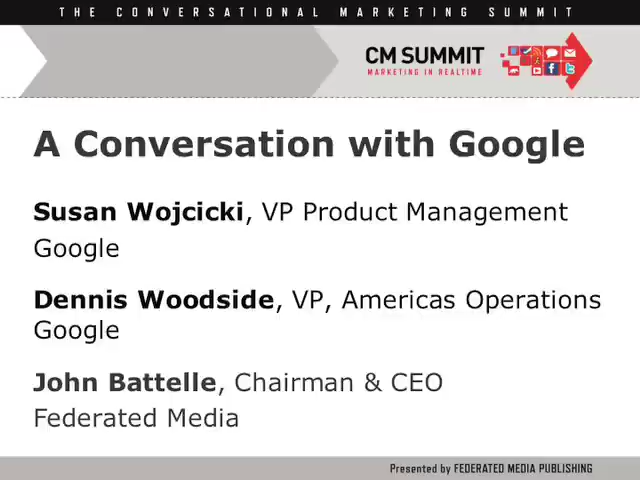 THE CONVERSATIONAL MARKETING SUMMIT
CM SUMMIT
MARKETING IN REALTIME
A Conversation with Google
Susan Wojcicki, VP Product Management
Google
Dennis Woodside, VP, Americas Operations
Google
John Battelle, Chairman & CEO
Federated Media
Presented by FEDERATED MEDIA PUBLISHING